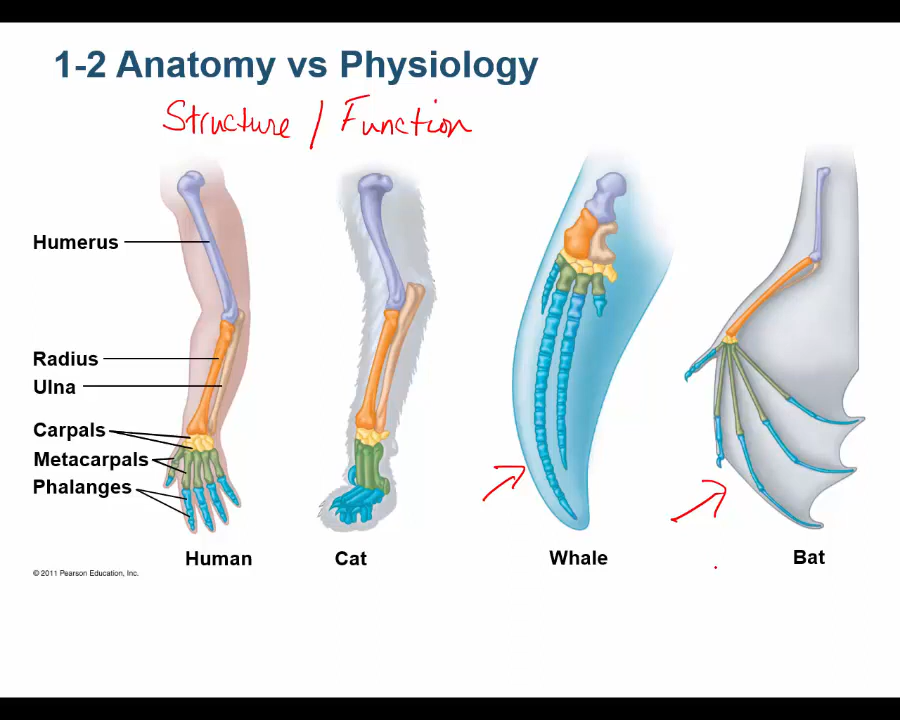 1-2 Anatomy vs Physiology
Structure / Function
Humerus
Radius
Ulna
Carpals
Metacarpals
Phalanges
Human Cat Whale Bat
© 2011 Pearson Education, Inc.